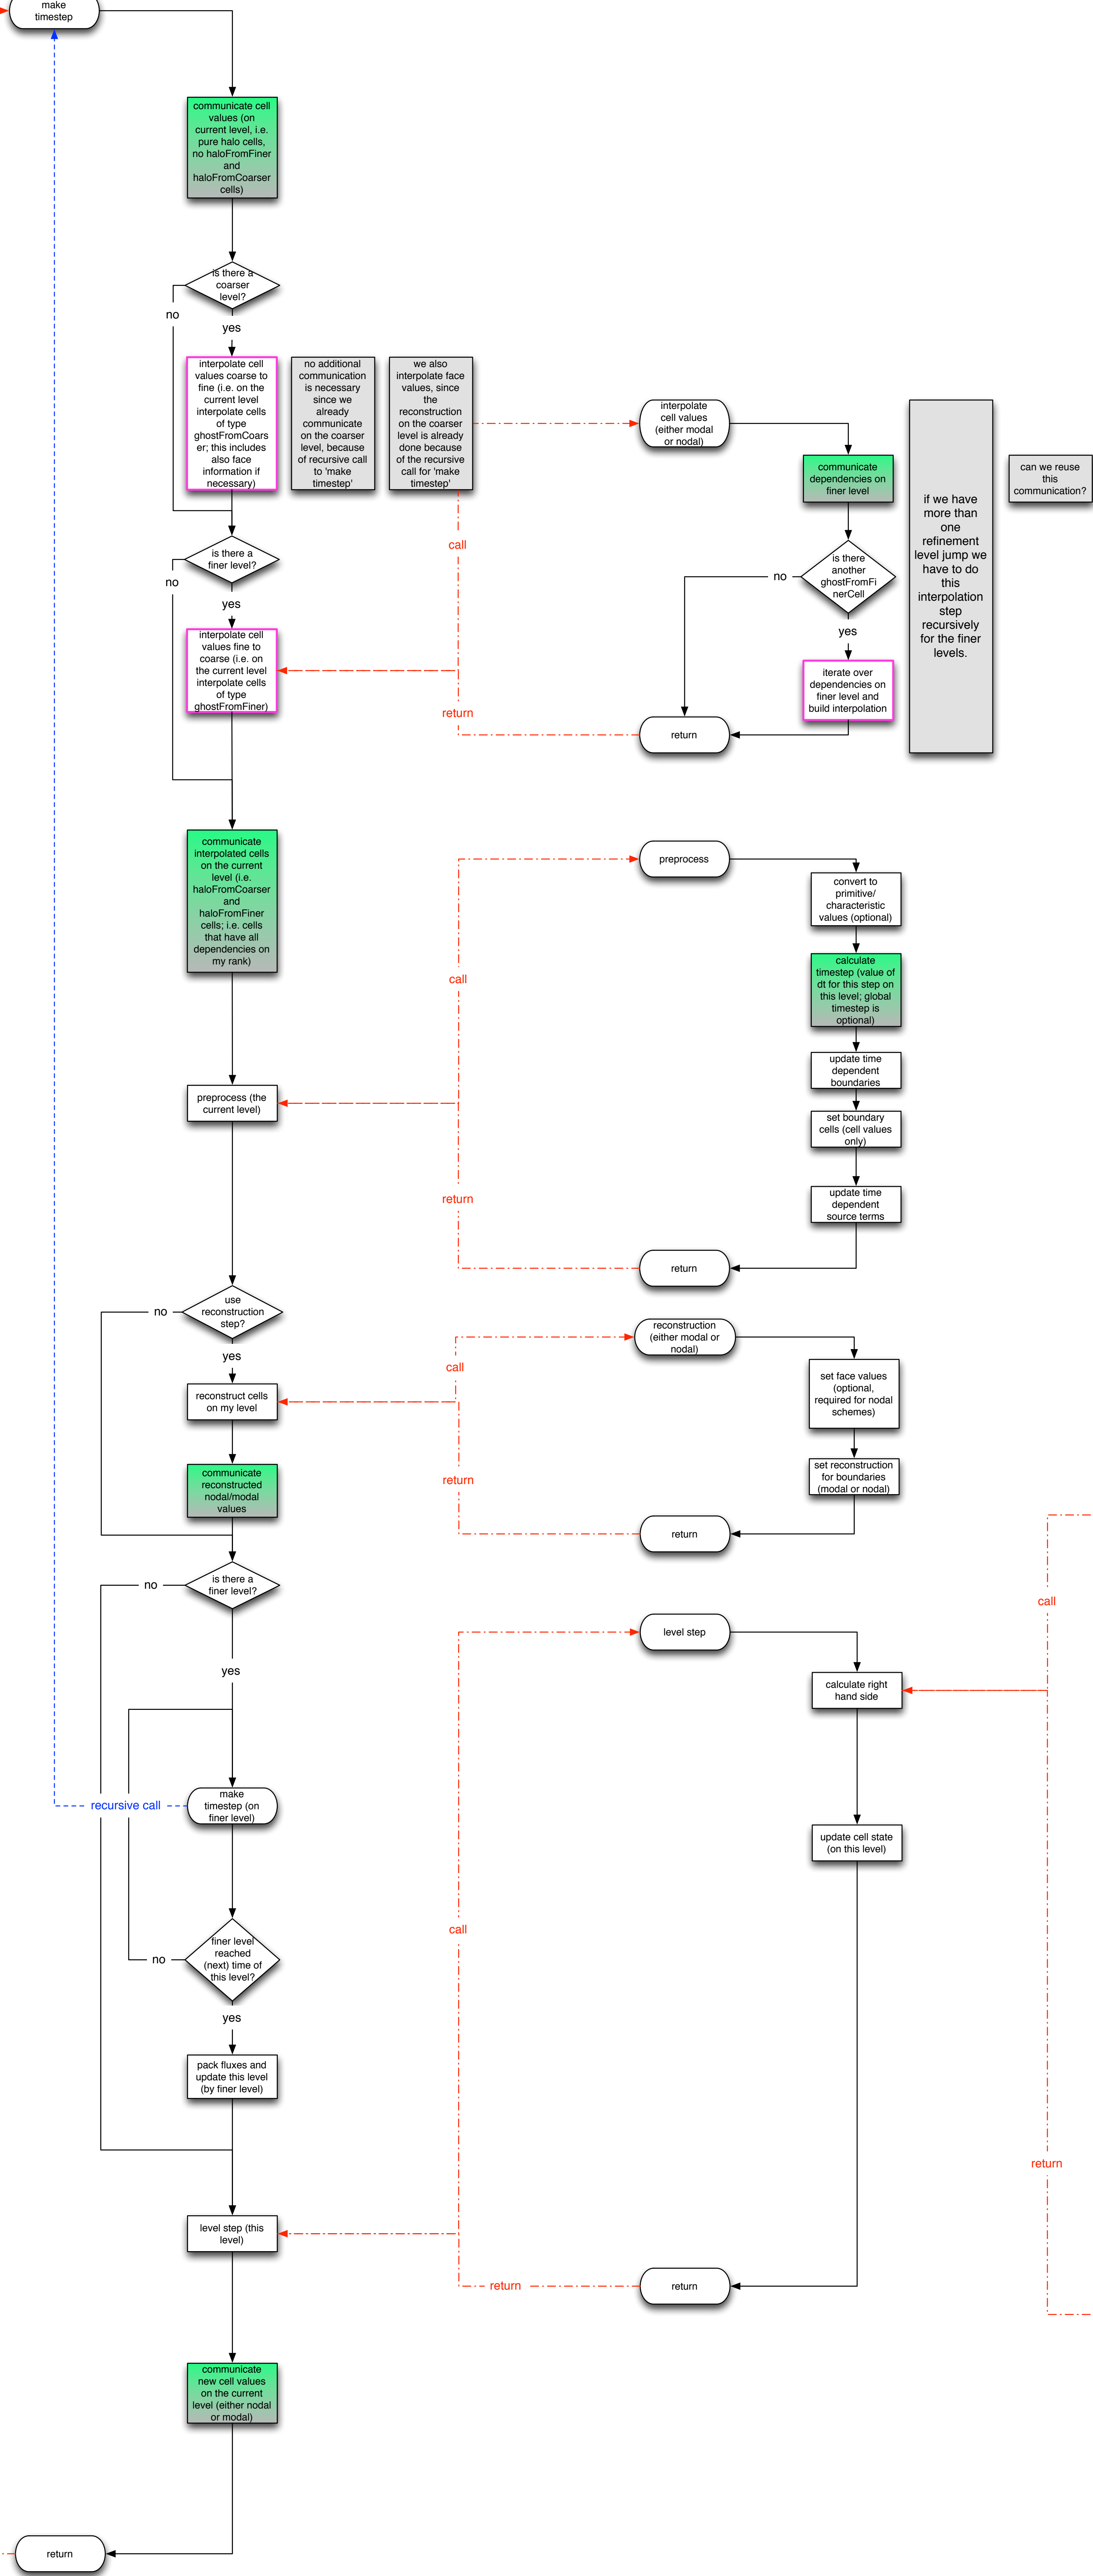 make
timestep
communicate cell
values (on
current level, i.e.
pure halo cells,
no haloFromFiner
and
haloFromCoarser
cells)
is there a
coarser
level?
no
yes
interpolate cell
values coarse to
fine (i.e. on the
current level
interpolate cells
of type
ghostFromCoars
er; this includes
also face
information if
necessary)
no additional
communication
is necessary
since we
already
communicate
on the coarser
level, because
of recursive call
to 'make
timestep'
we also
interpolate face
values, since
the
reconstruction
on the coarser
level is already
done because
of the recursive
call for 'make
timestep'
interpolate
cell values
(either modal
or nodal)
communicate
dependencies on
finer level
is there
another
ghostFromFi
nerCell
no
yes
iterate over
dependencies on
finer level and
build interpolation
return
if we have
more than
one
refinement
level jump we
have to do
this
interpolation
step
recursively
for the finer
levels.
can we reuse
this
communication?
call
return
is there a
finer level?
no
yes
interpolate cell
values fine to
coarse (i.e. on
the current level
interpolate cells
of type
ghostFromFiner)
communicate
interpolated cells
on the current
level (i.e.
haloFromCoarser
and
haloFromFiner
cells; i.e. cells
that have all
dependencies on
my rank)
preprocess (the
current level)
call
return
preprocess
convert to
primitive/
characteristic
values (optional)
calculate
timestep (value of
dt for this step on
this level; global
timestep is
optional)
update time
dependent
boundaries
set boundary
cells (cell values
only)
update time
dependent
source terms
return
use
reconstruction
step?
no
yes
reconstruct cells
on my level
communicate
reconstructed
nodal/modal
values
call
return
reconstruction
(either modal or
nodal)
set face values
(optional,
required for nodal
schemes)
set reconstruction
for boundaries
(modal or nodal)
return
is there a
finer level?
no
yes
make
timestep (on
finer level)
recursive call
finer level
reached
(next) time of
this level?
no
yes
pack fluxes and
update this level
(by finer level)
level step (this
level)
call
return
level step
calculate right
hand side
update cell state
(on this level)
return
call
return
communicate
new cell values
on the current
level (either nodal
or modal)
return